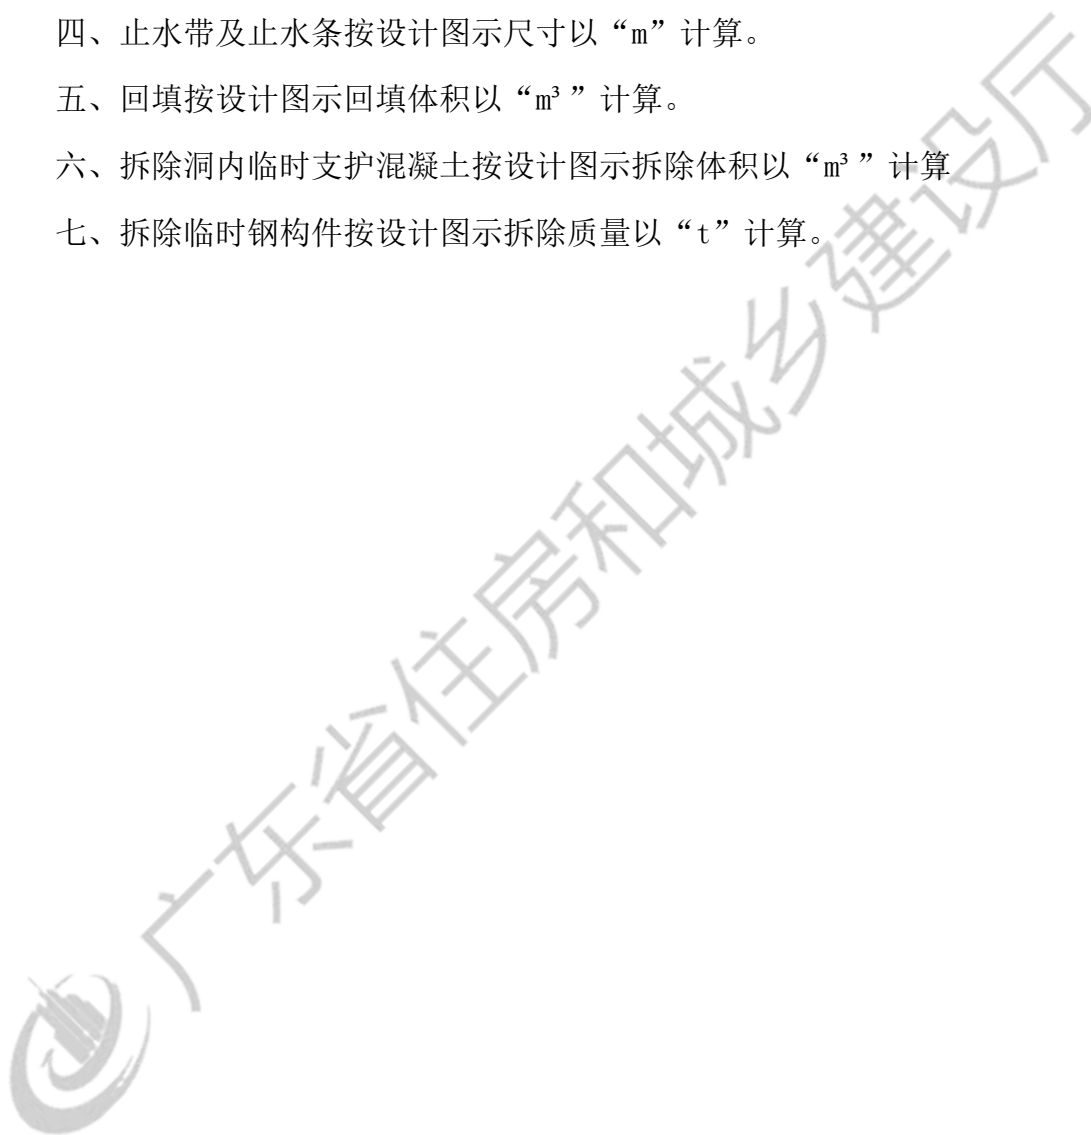 四、止水带及止水条按设计图示尺寸以“m”计算。
五、回填按设计图示回填体积以“m³”计算。
六、拆除洞内临时支护混凝土按设计图示拆除体积以“m³”计算
七、拆除临时钢构件按设计图示拆除质量以“t”计算。
广东省住房和城乡建设厅